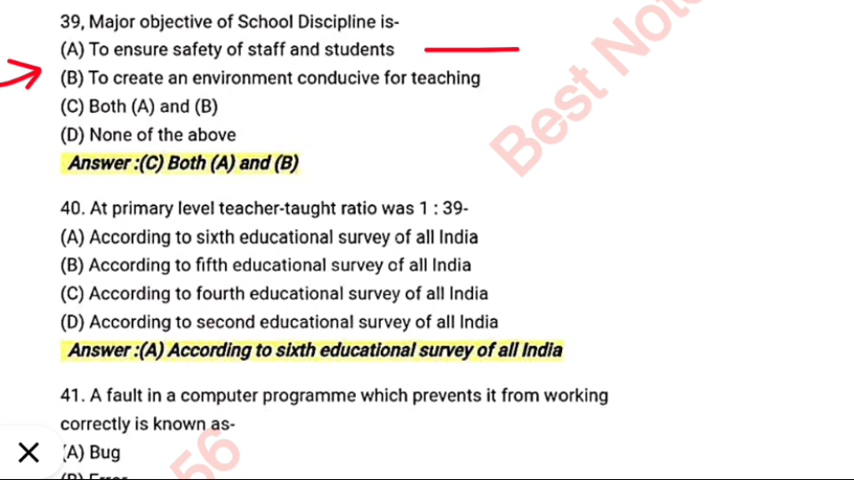 39, Major objective of School Discipline is-
(A) To ensure safety of staff and students
(B) To create an environment conducive for teaching
(C) Both (A) and (B)
(D) None of the above
Answer :(C) Both (A) and (B)
40. At primary level teacher-taught ratio was 1 : 39-
(A) According to sixth educational survey of all India
(B) According to fifth educational survey of all India
(C) According to fourth educational survey of all India
(D) According to second educational survey of all India
Answer :(A) According to sixth educational survey of all India
41. A fault in a computer programme which prevents it from working
correctly is known as-
(A) Bug
Best Not
56